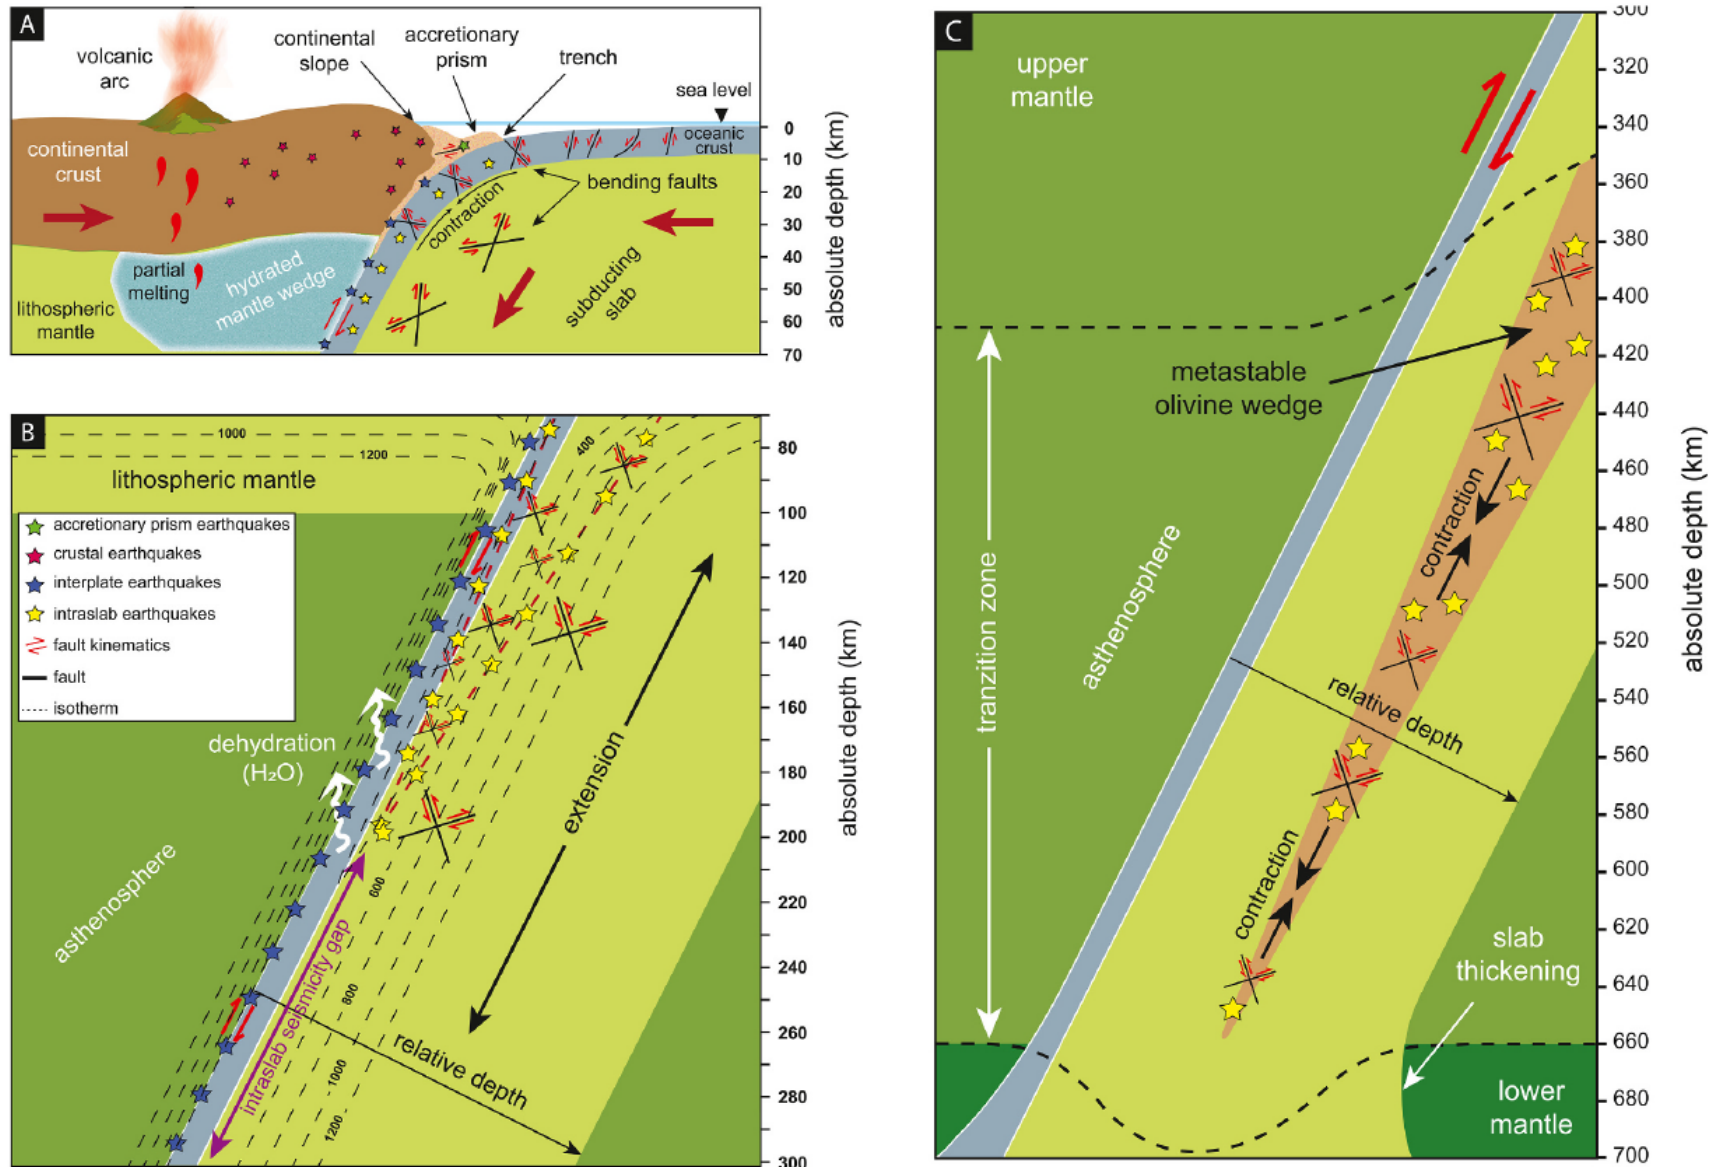 A
volcanic
arc
continental
slope
accretionary
prism
trench
sea level
oceanic
crust
continental
crust
bending faults
contraction
partial
melting
hydrated
mantle wedge
lithospheric
mantle
subducting
slab
0
10
20
30
40
50
60
70
absolute depth (km)
B
1000
1200
400
lithospheric mantle
accretionary prism earthquakes
crustal earthquakes
interplate earthquakes
intraslab earthquakes
fault kinematics
fault
isotherm
dehydration
(H₂O)
asthenosphere
extension
intraslab seismicity gap
600
800
1000
1200
relative depth
80
100
120
140
160
180
200
220
240
260
280
300
absolute depth (km)
C
upper
mantle
metastable
olivine wedge
tranzition zone
asthenosphere
contraction
relative depth
contraction
slab
thickening
lower
mantle
300
320
340
360
380
400
420
440
460
480
500
520
540
560
580
600
620
640
660
680
700
absolute depth (km)